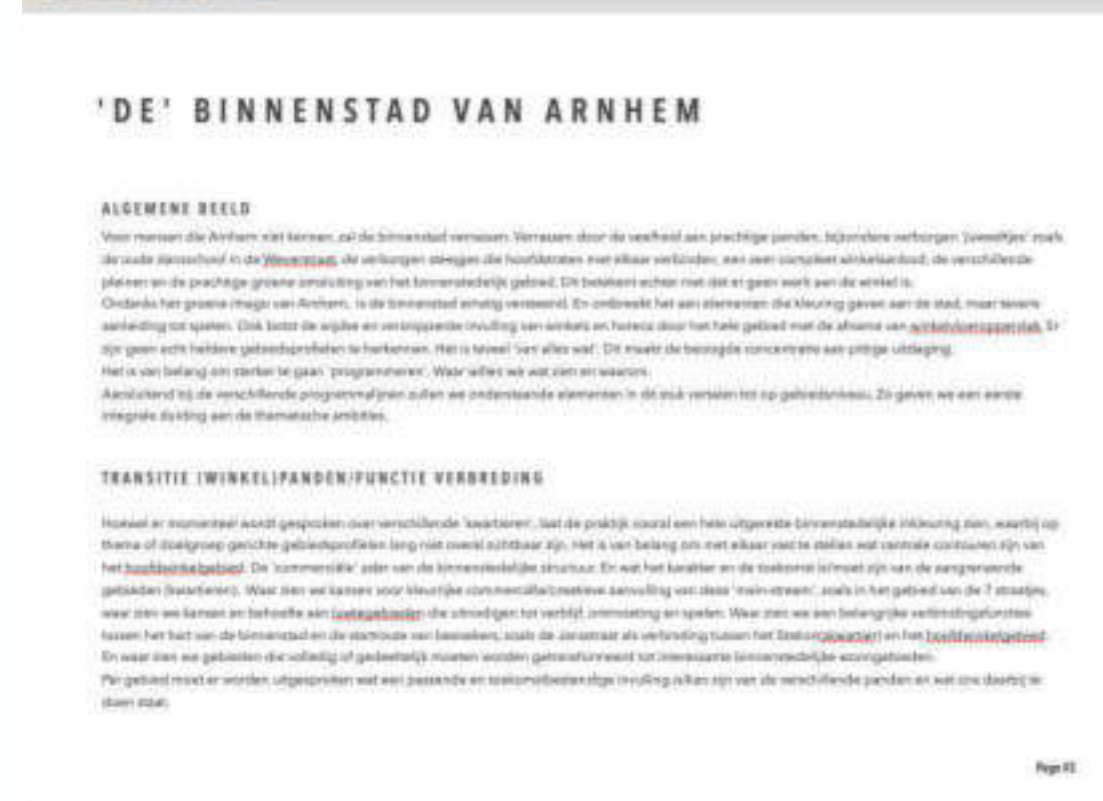 'DE' BINNENSTAD VAN ARNHEM
ALGEMENE BEELD
Voor mensen die Arnhem niet kennen, zal de binnenstad verrassen. Verrassen door de veelheid aan prachtige panden, bijzondere verborgen 'juweeltjes' zoals
de oude dansschool in de Weverstraat, de verborgen steegjes die hoofdstraten met elkaar verbinden, een zeer compleet winkelaanbod, de verschillende
pleinen en de prachtige groene omsluiting van het binnenstedelijk gebied. Dit betekent echter niet dat er geen werk aan de winkel is.
Ondanks het groene imago van Arnhem, is de binnenstad ernstig versteend. En ontbreekt het aan elementen die kleuring geven aan de stad, maar tevens
aanleiding tot spelen. Ook botst de wijdse en versnipperde invulling van winkels en horeca door het hele gebied met de afname van winkelvloeroppervlak. Er
zijn geen echt heldere gebiedsprofielen te herkennen. Het is teveel 'van alles wat'. Dit maakt de beoogde concentratie een pittige uitdaging.
Het is van belang om sterker te gaan 'programmeren'. Waar willen we wat zien en waarom.
Aansluitend bij de verschillende programmalijnen zullen we onderstaande elementen in dit stuk vertalen tot op gebiedsniveau. Zo geven we een eerste
integrale duiding aan de thematische ambities.
TRANSITIE (WINKEL)PANDEN/FUNCTIE VERBREDING
Hoewel er momenteel wordt gesproken over verschillende 'kwartieren', laat de praktijk vooral een hele uitgerekte binnenstedelijke inkleuring zien, waarbij op
thema of doelgroep gerichte gebiedsprofielen lang niet overal zichtbaar zijn. Het is van belang om met elkaar vast te stellen wat centrale contouren zijn van
het hoofdwinkelgebied. De 'commerciële' ader van de binnenstedelijke structuur. En wat het karakter en de toekomst is/moet zijn van de aangrenzende
gebieden (kwartieren). Waar zien we kansen voor kleurrijke commerciële/creatieve aanvulling van deze 'main-stream', zoals in het gebied van de 7 straatjes,
waar zien we kansen en behoefte aan luwtegebieden die uitnodigen tot verblijf, ontmoeting en spelen. Waar zien we een belangrijke verbindingsfunctie
tussen het hart van de binnenstad en de startroute van bezoekers, zoals de Jansstraat als verbinding tussen het Station(skwartier) en het hoofdwinkelgebied.
En waar zien we gebieden die volledig of gedeeltelijk moeten worden getransformeerd tot interessante binnenstedelijke woongebieden.
Per gebied moet er worden uitgesproken wat een passende en toekomstbestendige invulling is/kan zijn van de verschillende panden en wat ons daarbij te
doen staat.